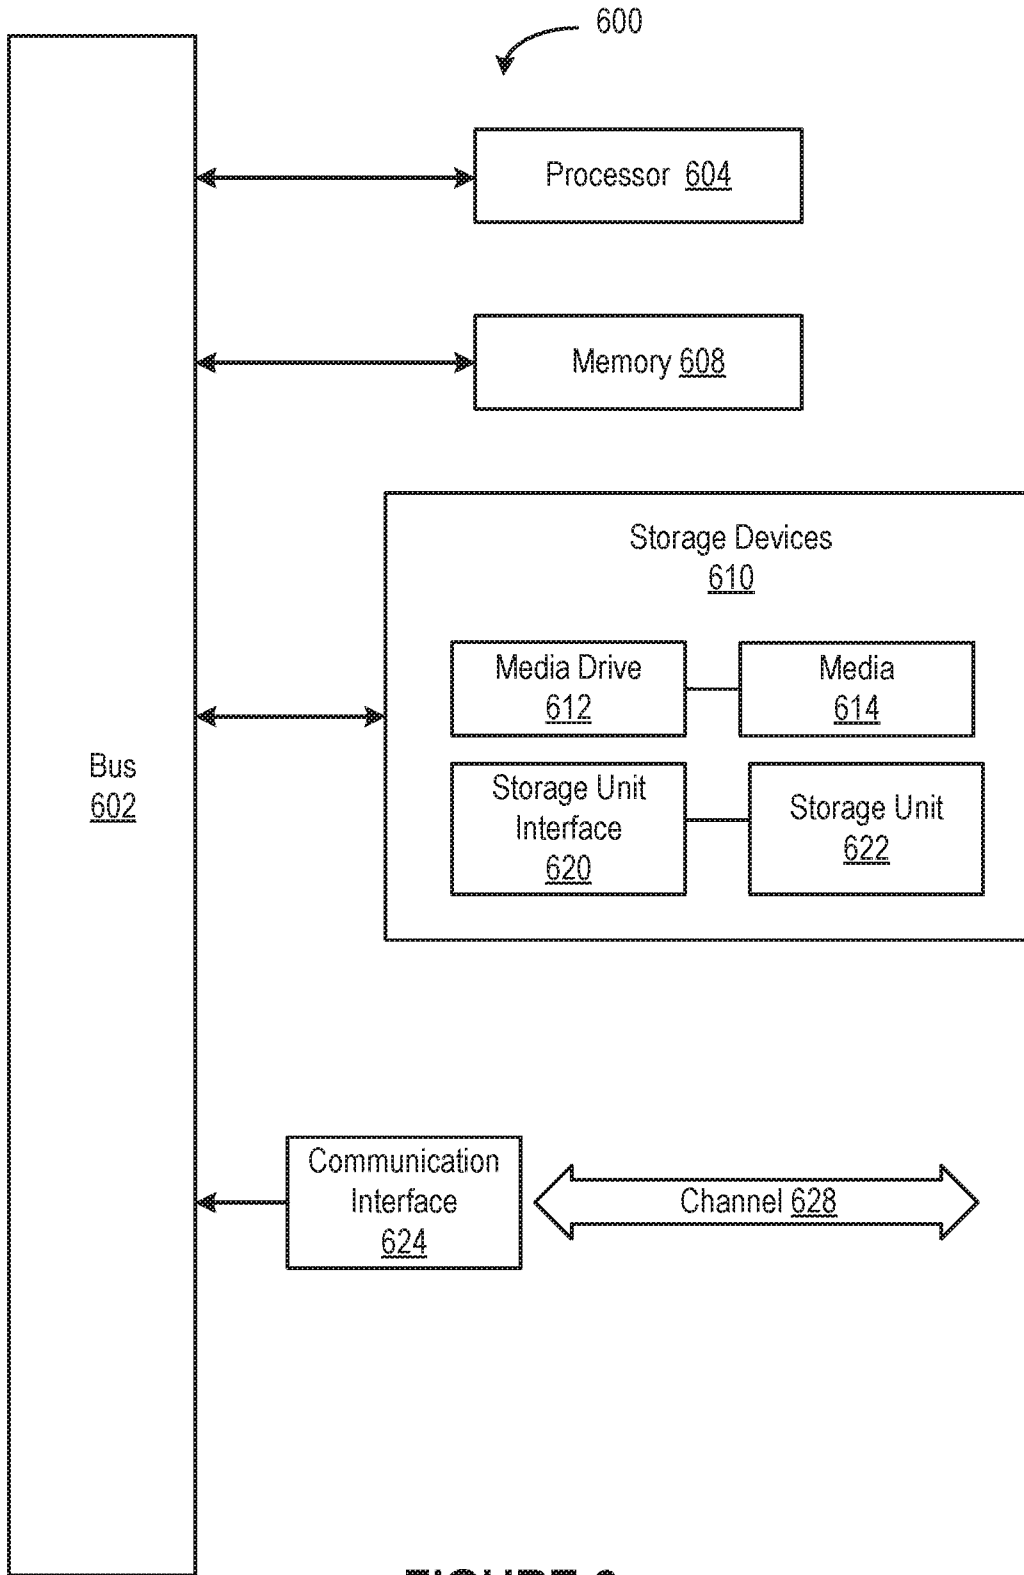 600
Processor 604
Memory 608
Storage Devices
610
Media Drive
612
Media
614
Bus
602
Storage Unit
Interface
620
Storage Unit
622
Communication
Interface
624
Channel 628